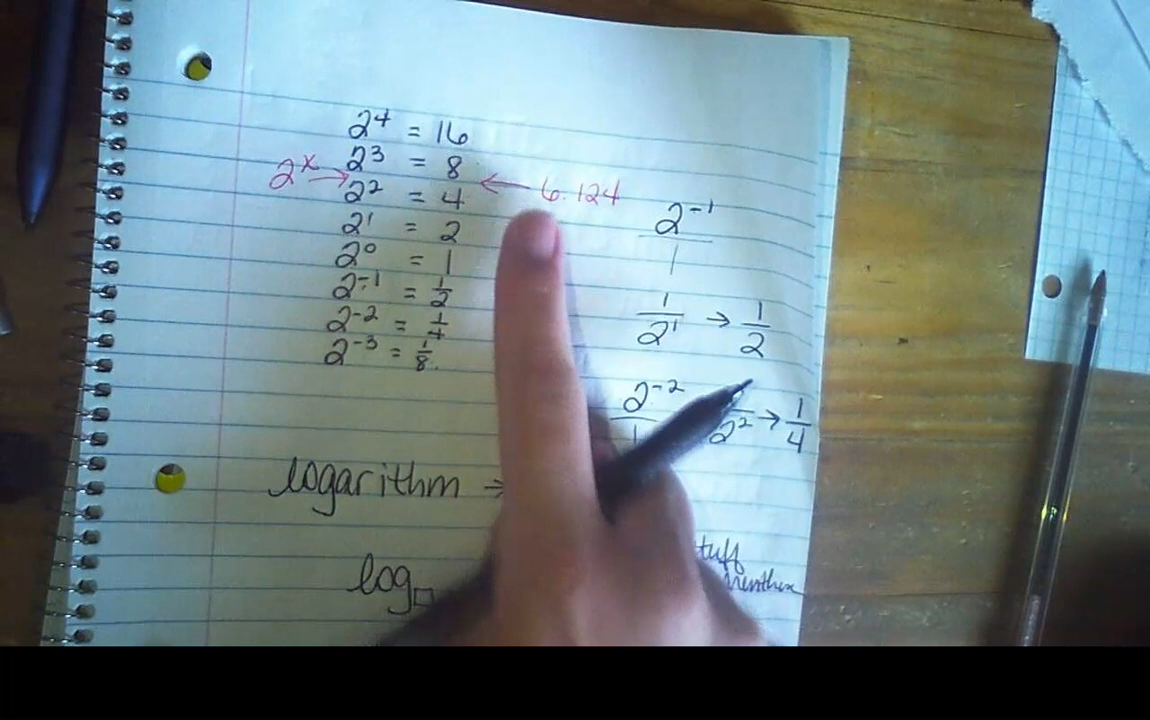 2⁴ = 16
2³ = 8
2ˣ → ← 6.124
2² = 4
2¹ = 2
2⁰ = 1
2⁻¹ = 1/2
2⁻² = 1/4
2⁻³ = 1/8
2⁻¹/1
1/2¹ → 1/2
2⁻²/1 2² → 1/4
logarithm →
log□